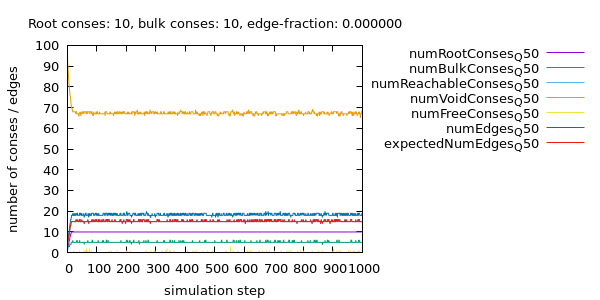 Root conses: 10, bulk conses: 10, edge-fraction: 0.000000
number of conses / edges
100
90
80
70
60
50
40
30
20
10
0
0 100 200 300 400 500 600 700 800 900 1000
simulation step
numRootConsesQ50
numBulkConsesQ50
numReachableConsesQ50
numVoidConsesQ50
numFreeConsesQ50
numEdgesQ50
expectedNumEdgesQ50